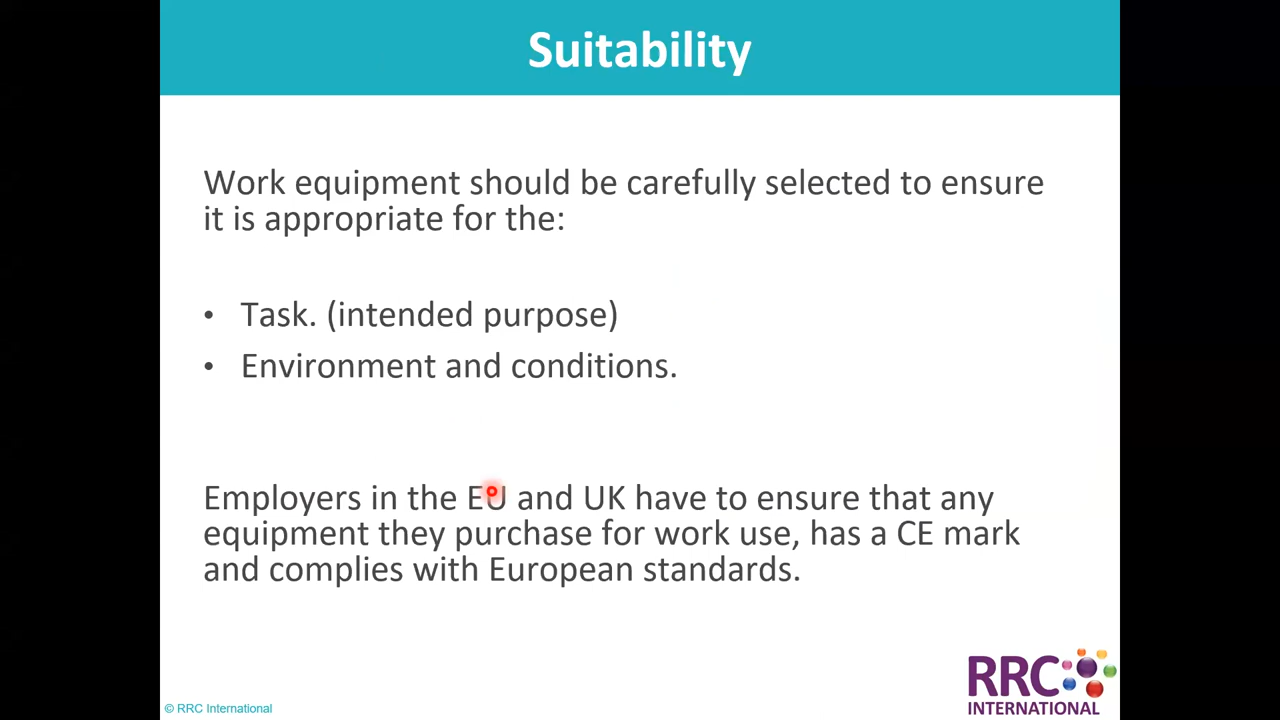 Suitability
Work equipment should be carefully selected to ensure
it is appropriate for the:
• Task. (intended purpose)
• Environment and conditions.
Employers in the EU and UK have to ensure that any
equipment they purchase for work use, has a CE mark
and complies with European standards.
RRC
INTERNATIONAL
© RRC International